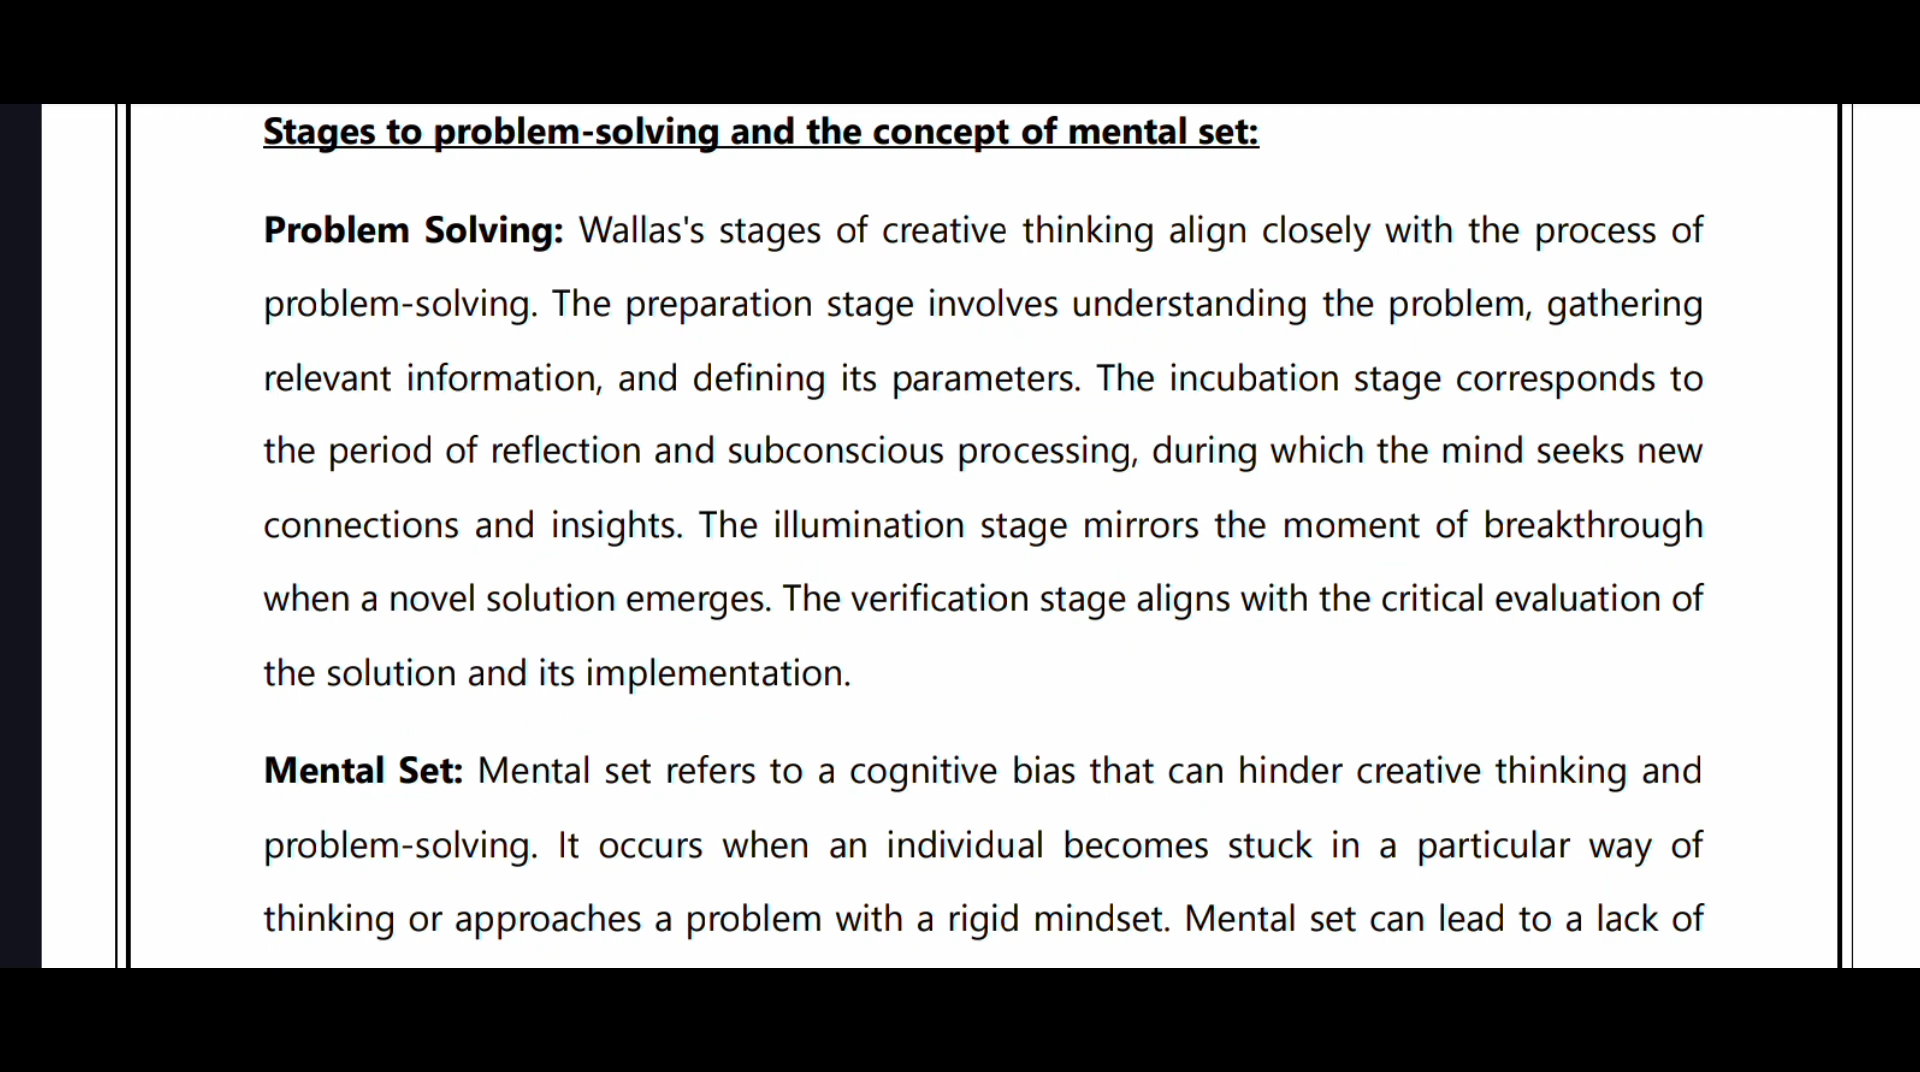 Stages to problem-solving and the concept of mental set:
Problem Solving: Wallas's stages of creative thinking align closely with the process of
problem-solving. The preparation stage involves understanding the problem, gathering
relevant information, and defining its parameters. The incubation stage corresponds to
the period of reflection and subconscious processing, during which the mind seeks new
connections and insights. The illumination stage mirrors the moment of breakthrough
when a novel solution emerges. The verification stage aligns with the critical evaluation of
the solution and its implementation.
Mental Set: Mental set refers to a cognitive bias that can hinder creative thinking and
problem-solving. It occurs when an individual becomes stuck in a particular way of
thinking or approaches a problem with a rigid mindset. Mental set can lead to a lack of